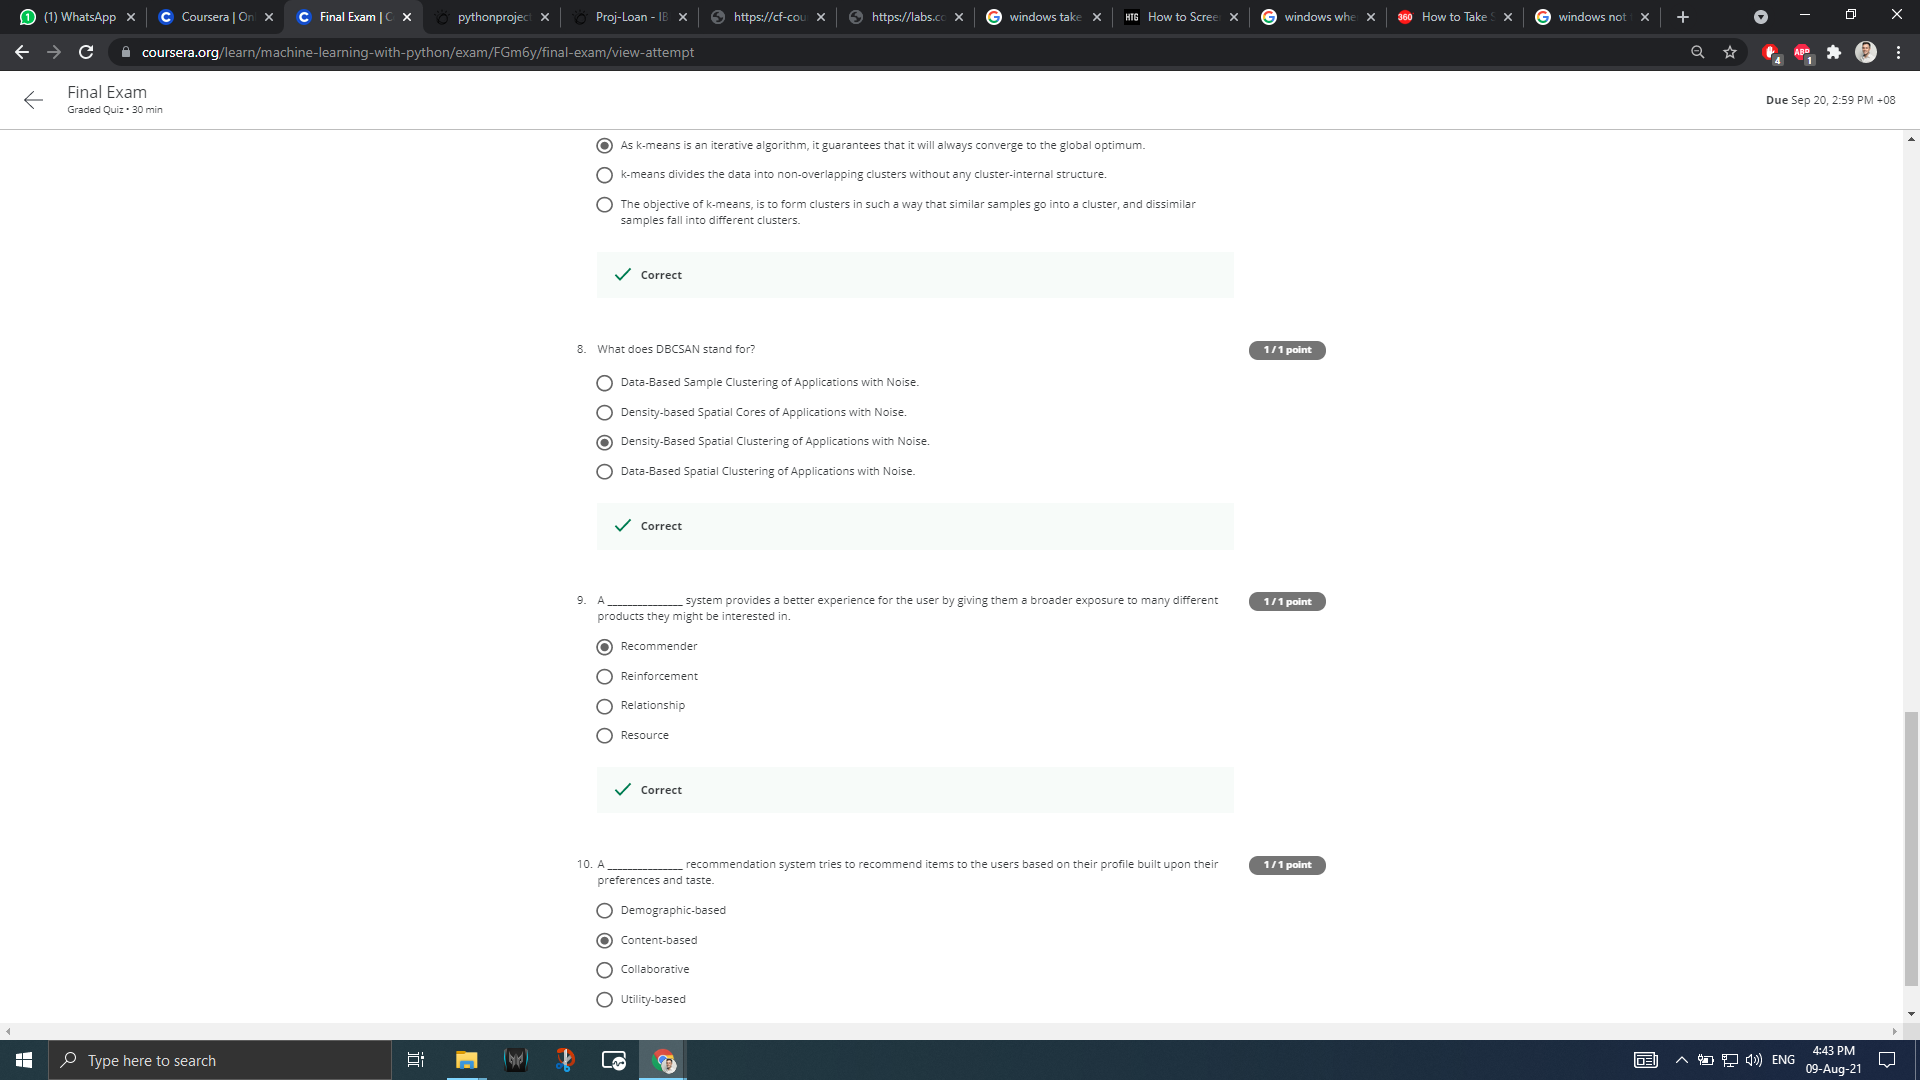 (1) WhatsApp
Coursera | On
Final Exam | C
pythonproject
Proj-Loan - IB
https://cf-cou
https://labs.co
windows take
HTG How to Scree
windows whe
360 How to Take S
windows not
coursera.org/learn/machine-learning-with-python/exam/FGm6y/final-exam/view-attempt
4
ABP 1
Final Exam
Graded Quiz • 30 min
Due Sep 20, 2:59 PM +08
As k-means is an iterative algorithm, it guarantees that it will always converge to the global optimum.
k-means divides the data into non-overlapping clusters without any cluster-internal structure.
The objective of k-means, is to form clusters in such a way that similar samples go into a cluster, and dissimilar
samples fall into different clusters.
Correct
8. What does DBCSAN stand for?
1 / 1 point
Data-Based Sample Clustering of Applications with Noise.
Density-based Spatial Cores of Applications with Noise.
Density-Based Spatial Clustering of Applications with Noise.
Data-Based Spatial Clustering of Applications with Noise.
Correct
9. A _______________ system provides a better experience for the user by giving them a broader exposure to many different
products they might be interested in.
1 / 1 point
Recommender
Reinforcement
Relationship
Resource
Correct
10. A _______________ recommendation system tries to recommend items to the users based on their profile built upon their
preferences and taste.
1 / 1 point
Demographic-based
Content-based
Collaborative
Utility-based
Type here to search
ENG
4:43 PM
09-Aug-21